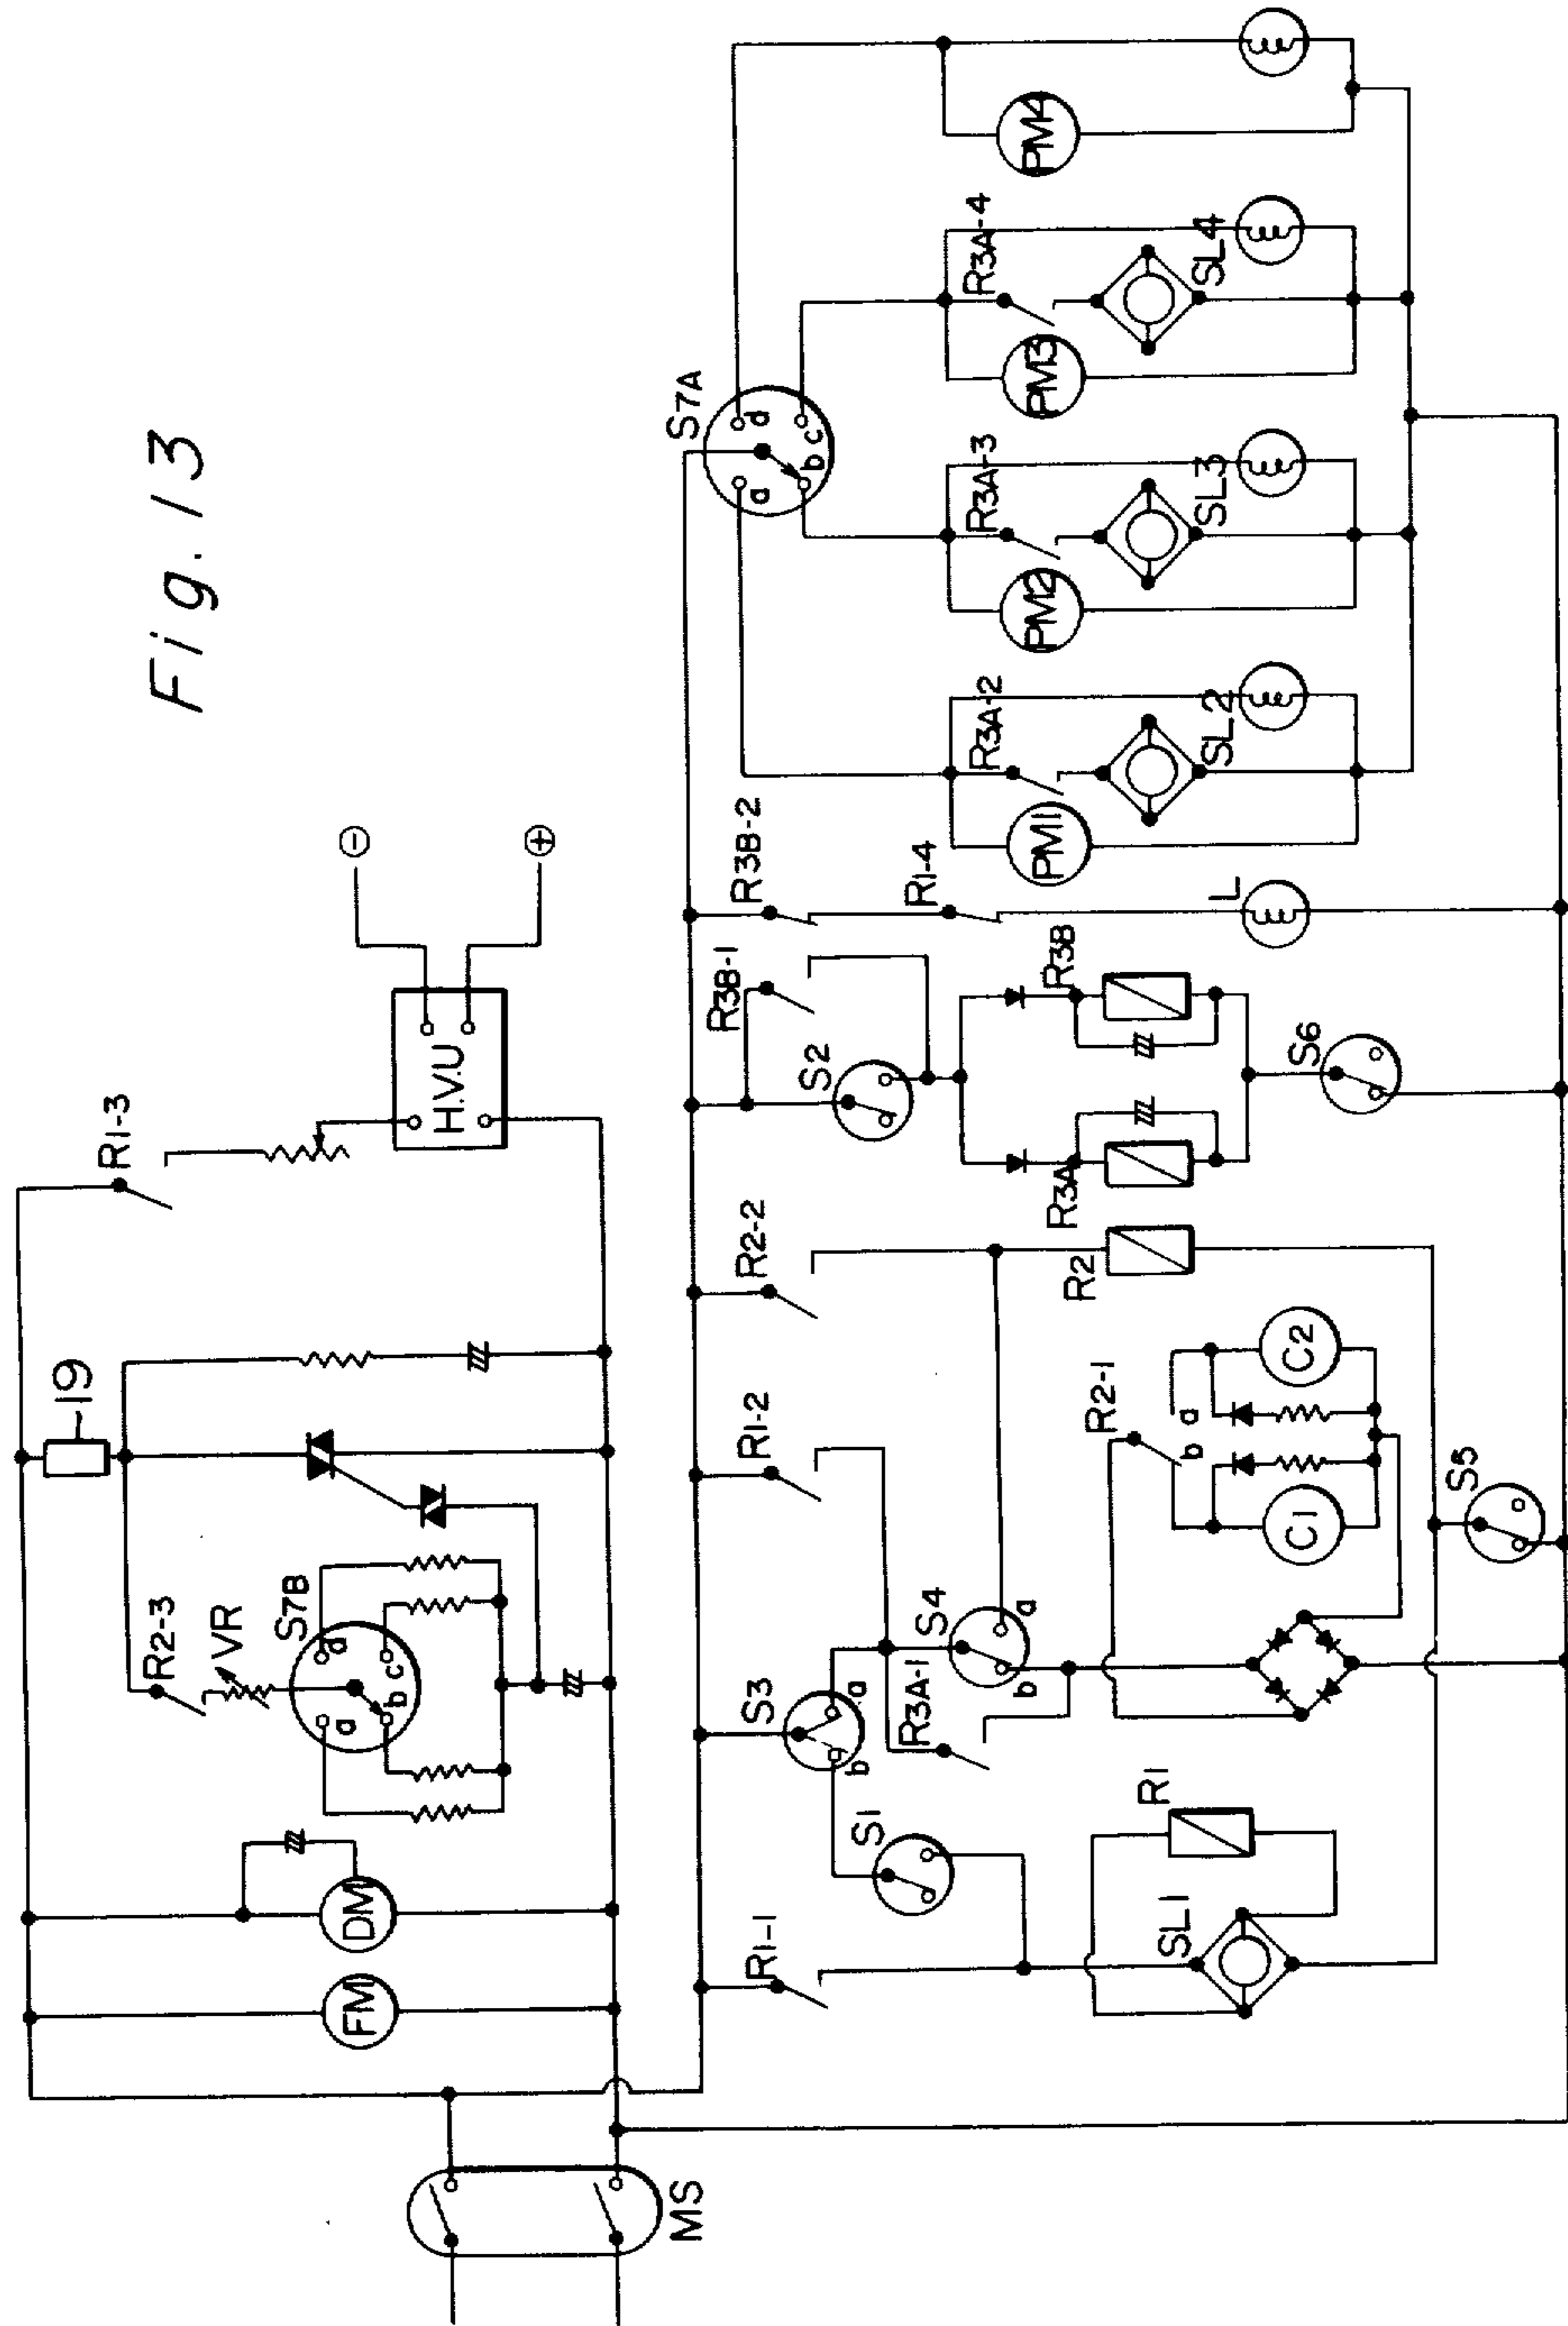 Fig. 13
MS
FM
DM
R2-3
VR
S7B
a
b
c
d
19
R1-3
H.V.U
⊖
⊕
R1-1
S1
S3
a
b
R3A-1
S4
a
b
R1-2
R2-2
S2
R3B-1
R3B-2
R1-4
S7A
a
b
c
d
SL1
R1
R2-1
b
a
C1
C2
R2
R3A
R3B
S5
S6
L
PM1
R3A-2
SL2
PM2
R3A-3
SL3
PM3
R3A-4
SL4
PM4